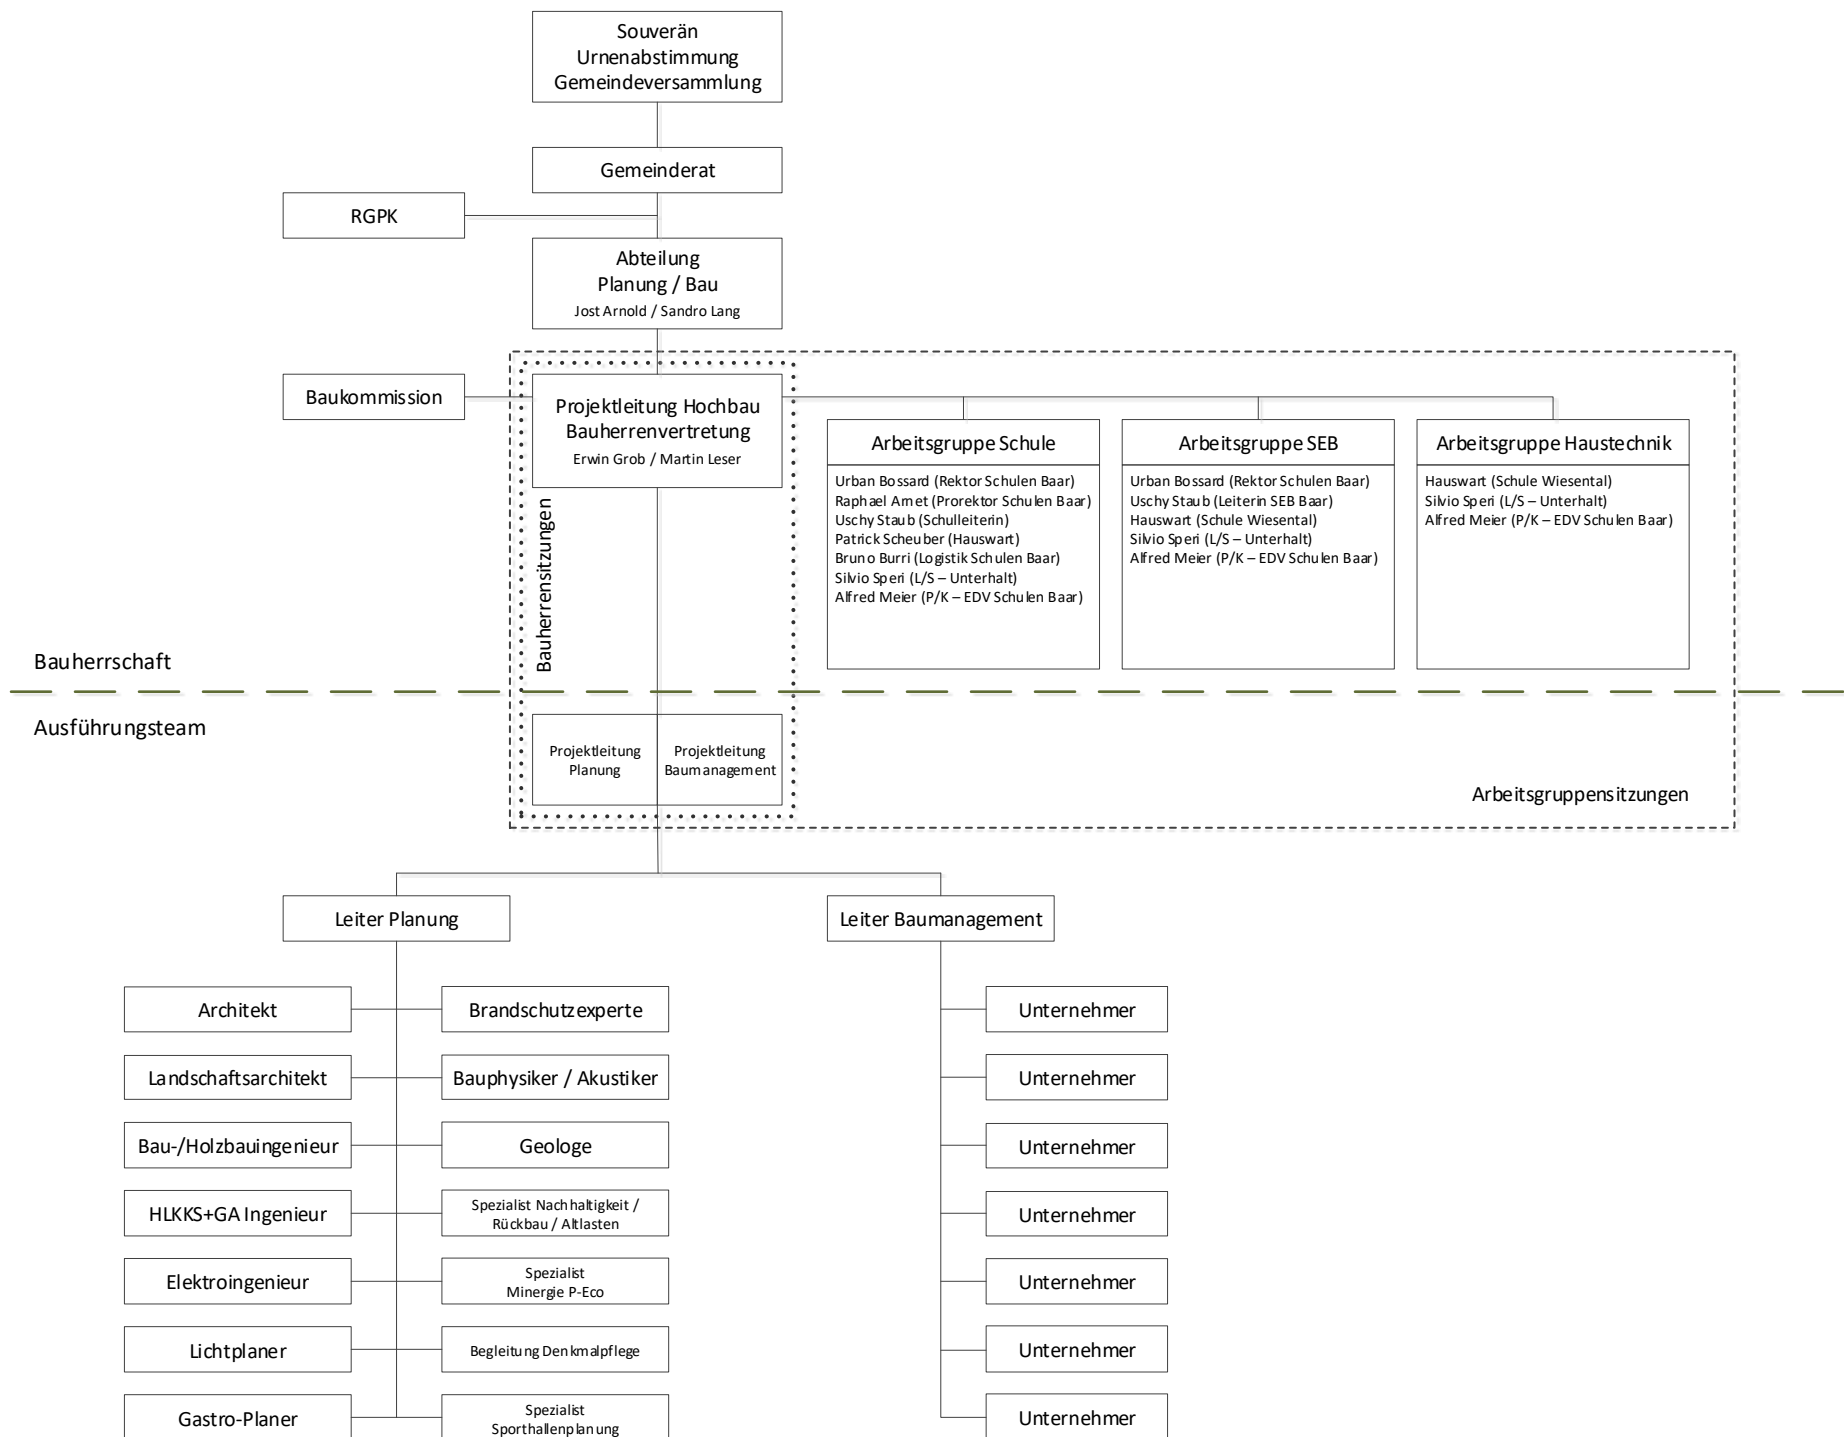 Souverän
Urnenabstimmung
Gemeindeversammlung
Gemeinderat
RGPK
Abteilung
Planung / Bau
Jost Arnold / Sandro Lang
Baukommission
Projektleitung Hochbau
Bauherrenvertretung
Erwin Grob / Martin Leser
Bauherrensitzungen
Arbeitsgruppe Schule
Urban Bossard (Rektor Schulen Baar)
Raphael Amet (Prorektor Schulen Baar)
Uschy Staub (Schulleiterin)
Patrick Scheuber (Hauswart)
Bruno Burri (Logistik Schulen Baar)
Silvio Speri (L/S – Unterhalt)
Alfred Meier (P/K – EDV Schulen Baar)
Arbeitsgruppe SEB
Urban Bossard (Rektor Schulen Baar)
Uschy Staub (Leiterin SEB Baar)
Hauswart (Schule Wiesental)
Silvio Speri (L/S – Unterhalt)
Alfred Meier (P/K – EDV Schulen Baar)
Arbeitsgruppe Haustechnik
Hauswart (Schule Wiesental)
Silvio Speri (L/S – Unterhalt)
Alfred Meier (P/K – EDV Schulen Baar)
Bauherrschaft
Ausführungsteam
Projektleitung
Planung
Projektleitung
Baumanagement
Arbeitsgruppensitzungen
Leiter Planung
Leiter Baumanagement
Architekt
Brandschutzexperte
Unternehmer
Landschaftsarchitekt
Bauphysiker / Akustiker
Unternehmer
Bau-/Holzbauingenieur
Geologe
Unternehmer
HLKKS+GA Ingenieur
Spezialist Nachhaltigkeit /
Rückbau / Altlasten
Unternehmer
Elektroingenieur
Spezialist
Minergie P-Eco
Unternehmer
Lichtplaner
Begleitung Denkmalpflege
Unternehmer
Gastro-Planer
Spezialist
Sporthallenplanung
Unternehmer